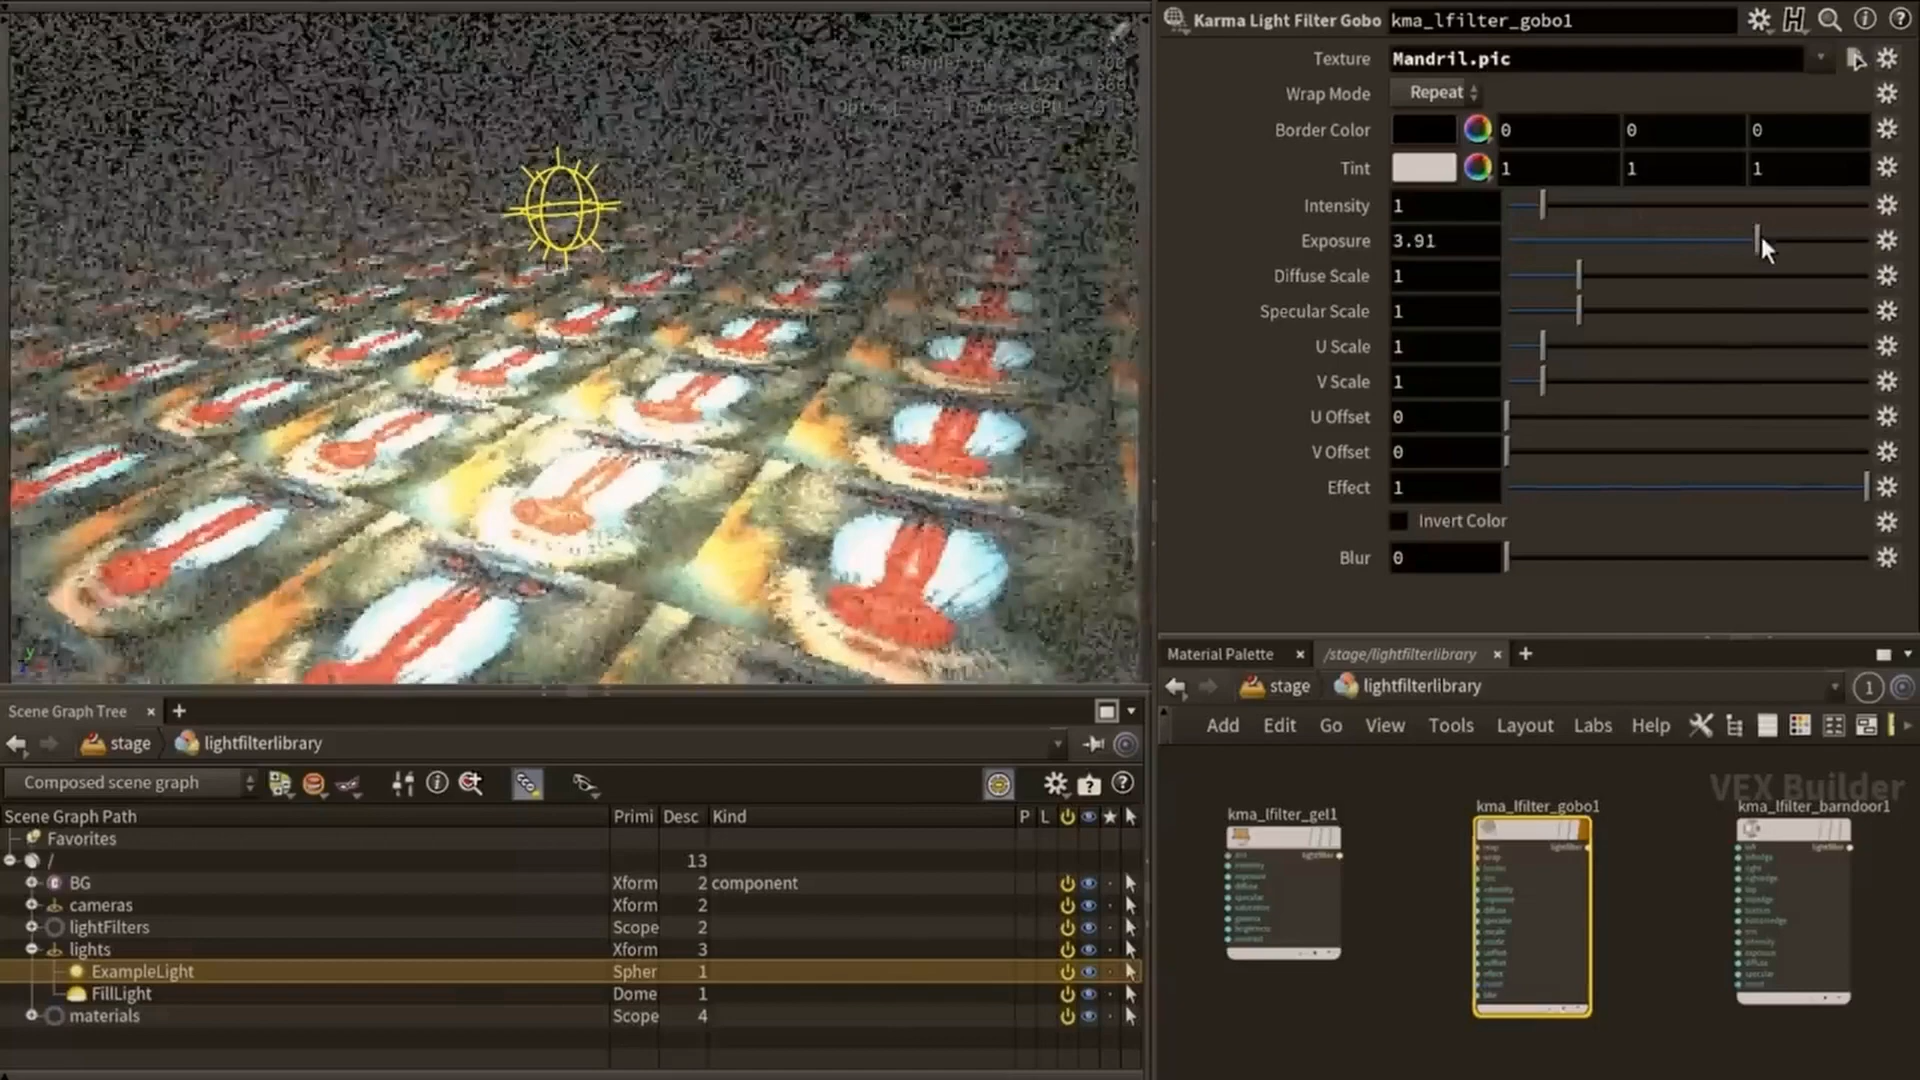 Karma Light Filter Gobo kma_lfilter_gobo1
Texture Mandril.pic
Wrap Mode Repeat
Border Color 0 0 0
Tint 1 1 1
Intensity 1
Exposure 3.91
Diffuse Scale 1
Specular Scale 1
U Scale 1
V Scale 1
U Offset 0
V Offset 0
Effect 1
Invert Color
Blur 0
Material Palette × /stage/lightfilterlibrary × +
stage lightfilterlibrary 1
Add Edit Go View Tools Layout Labs Help
VEX Builder
kma_lfilter_gel1
kma_lfilter_gobo1
kma_lfilter_barndoor1
Scene Graph Tree × +
stage lightfilterlibrary
Composed scene graph
Scene Graph Path Primi Desc Kind P L
Favorites
/ 13
BG Xform 2 component
cameras Xform 2
lightFilters Scope 2
lights Xform 3
ExampleLight Spher 1
FillLight Dome 1
materials Scope 4